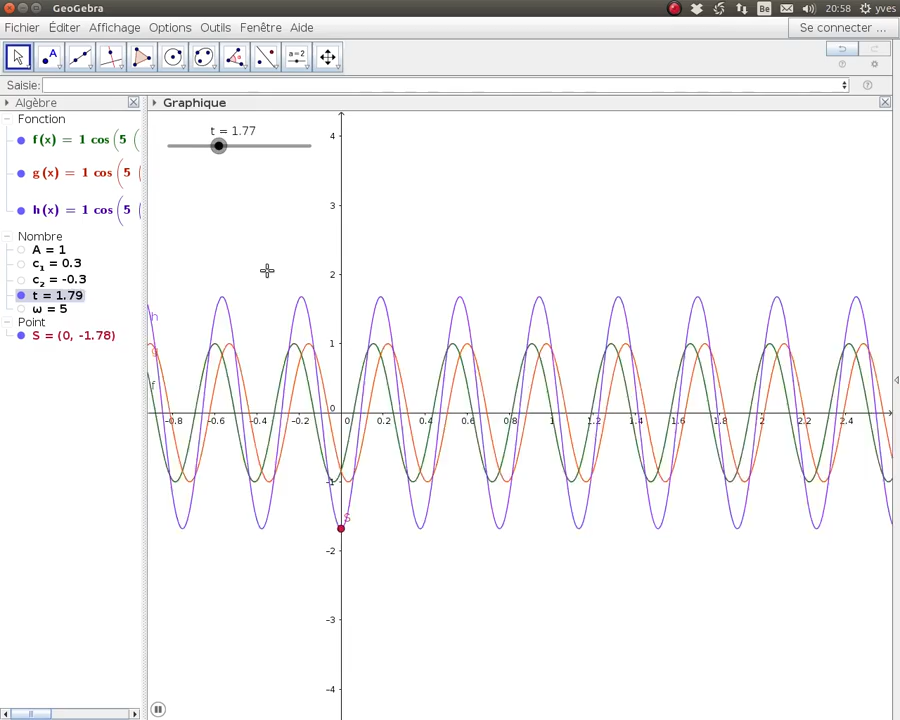 GeoGebra
Be
20:58
yves
Fichier Éditer Affichage Options Outils Fenêtre Aide
Se connecter ...
A
a=2
Saisie:
Algèbre
Graphique
Fonction
f(x) = 1 cos (5 (
g(x) = 1 cos (5
h(x) = 1 cos (5
Nombre
A = 1
c1 = 0.3
c2 = -0.3
t = 1.79
ω = 5
Point
S = (0, -1.78)
t = 1.77
4
3
2
1
0
-1
−2
−3
−4
h
g
f
S
-0.8 -0.6 -0.4 -0.2 0 0.2 0.4 0.6 0.8 1 1.2 1.4 1.6 1.8 2 2.2 2.4